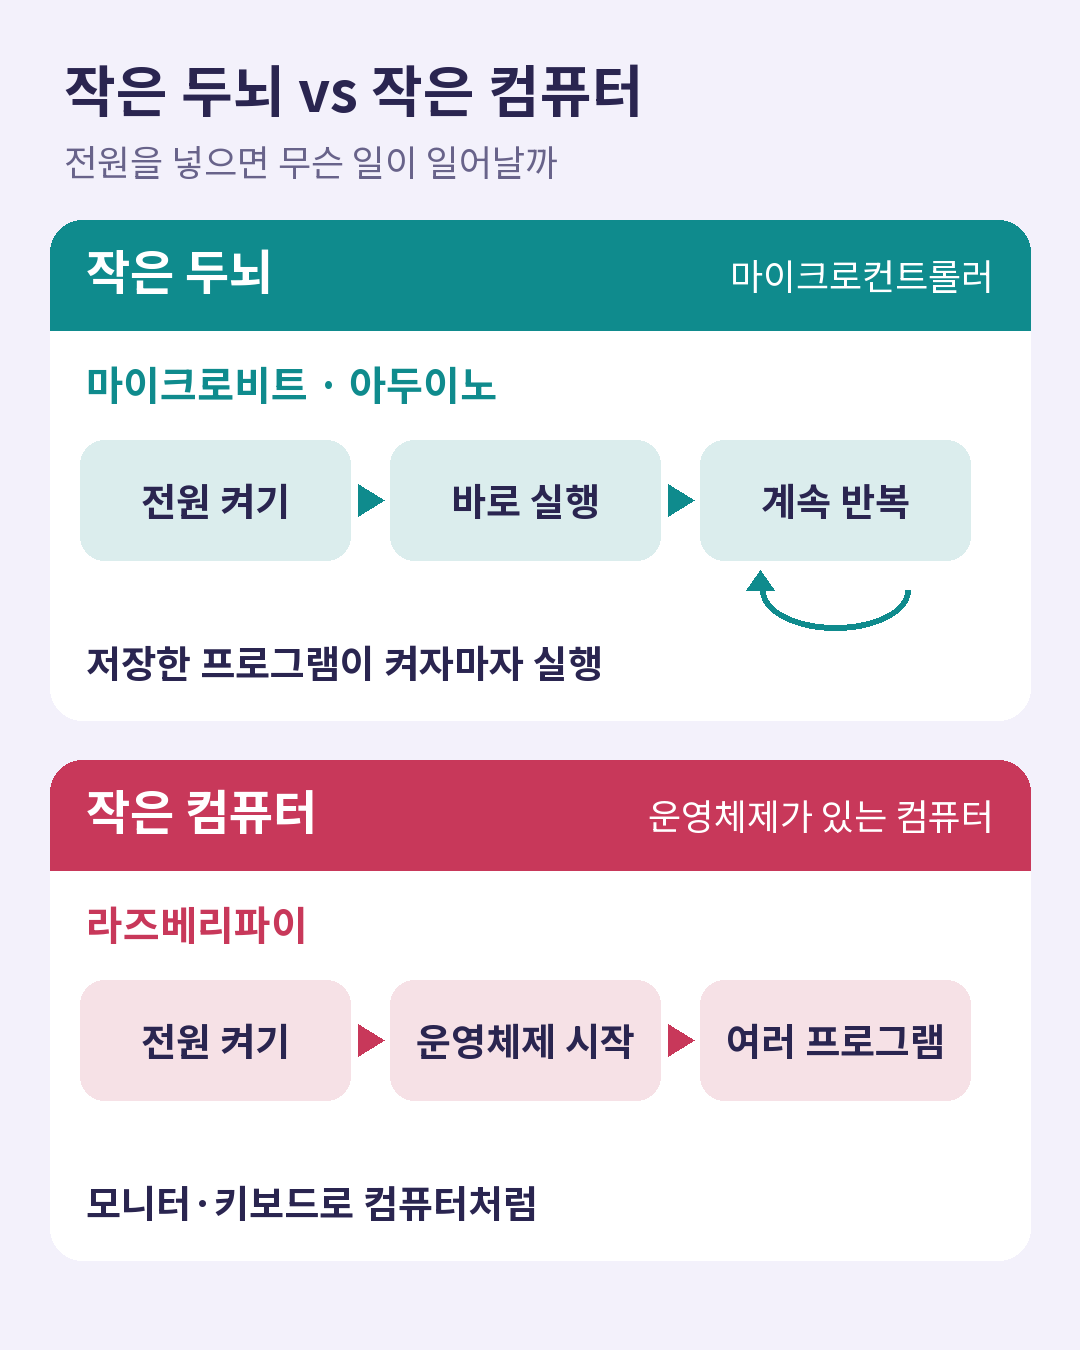 작은 두뇌 vs 작은 컴퓨터
전원을 넣으면 무슨 일이 일어날까
작은 두뇌
마이크로컨트롤러
마이크로비트 · 아두이노
전원 켜기
바로 실행
계속 반복
저장한 프로그램이 켜자마자 실행
작은 컴퓨터
운영체제가 있는 컴퓨터
라즈베리파이
전원 켜기
운영체제 시작
여러 프로그램
모니터·키보드로 컴퓨터처럼